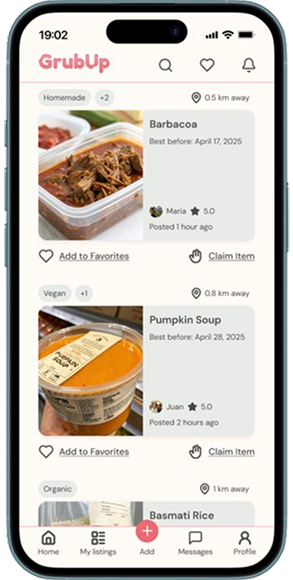 19:02
GrubUp
Homemade +2 0.5 km away
Barbacoa
Best before: April 17, 2025
Maria 5.0
Posted 1 hour ago
Add to Favorites Claim Item
Vegan +1 0.8 km away
Pumpkin Soup
Best before: April 28, 2025
PUMPKIN
SOUP
Juan 5.0
Posted 2 hours ago
Add to Favorites Claim Item
Organic 1 km away
Basmati Rice
Home My listings Add Messages Profile